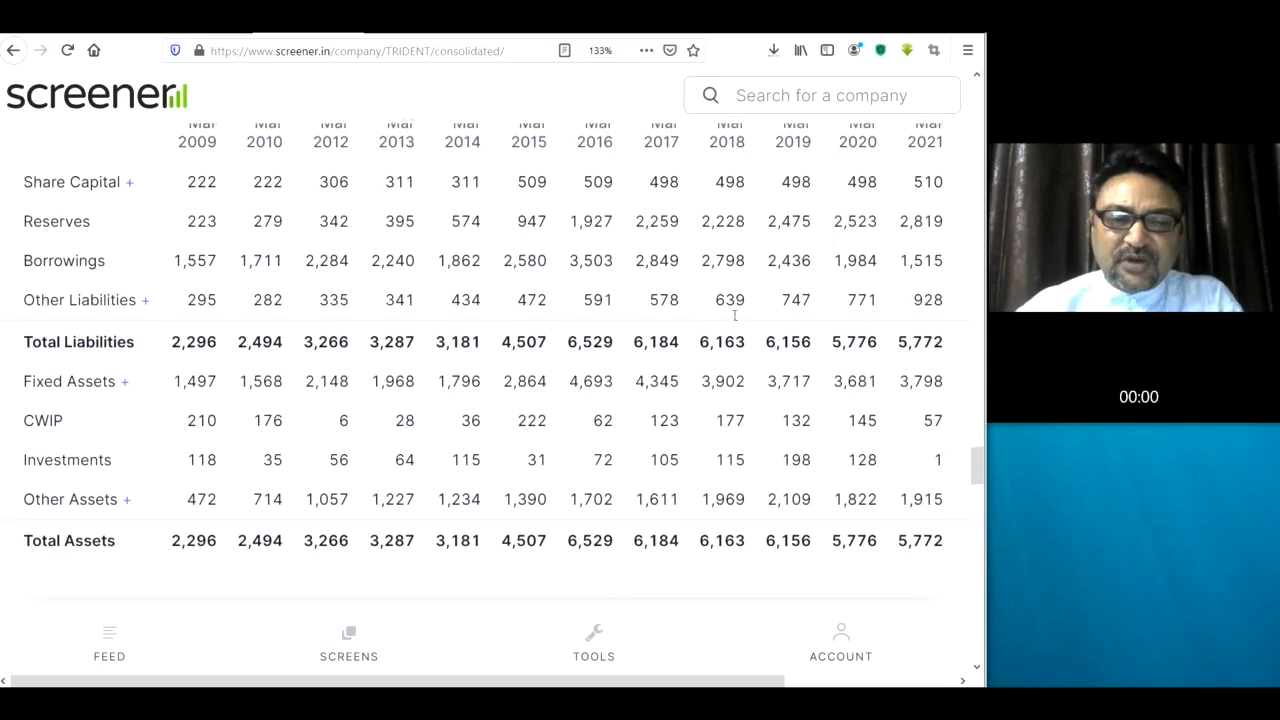 https://www.screener.in/company/TRIDENT/consolidated/ 133%
screener Search for a company
Mar Mar Mar Mar Mar Mar Mar Mar Mar Mar Mar Mar
2009 2010 2012 2013 2014 2015 2016 2017 2018 2019 2020 2021
Share Capital + 222 222 306 311 311 509 509 498 498 498 498 510
Reserves 223 279 342 395 574 947 1,927 2,259 2,228 2,475 2,523 2,819
Borrowings 1,557 1,711 2,284 2,240 1,862 2,580 3,503 2,849 2,798 2,436 1,984 1,515
Other Liabilities + 295 282 335 341 434 472 591 578 639 747 771 928
Total Liabilities 2,296 2,494 3,266 3,287 3,181 4,507 6,529 6,184 6,163 6,156 5,776 5,772
Fixed Assets + 1,497 1,568 2,148 1,968 1,796 2,864 4,693 4,345 3,902 3,717 3,681 3,798
CWIP 210 176 6 28 36 222 62 123 177 132 145 57
Investments 118 35 56 64 115 31 72 105 115 198 128 1
Other Assets + 472 714 1,057 1,227 1,234 1,390 1,702 1,611 1,969 2,109 1,822 1,915
Total Assets 2,296 2,494 3,266 3,287 3,181 4,507 6,529 6,184 6,163 6,156 5,776 5,772
FEED SCREENS TOOLS ACCOUNT
00:00